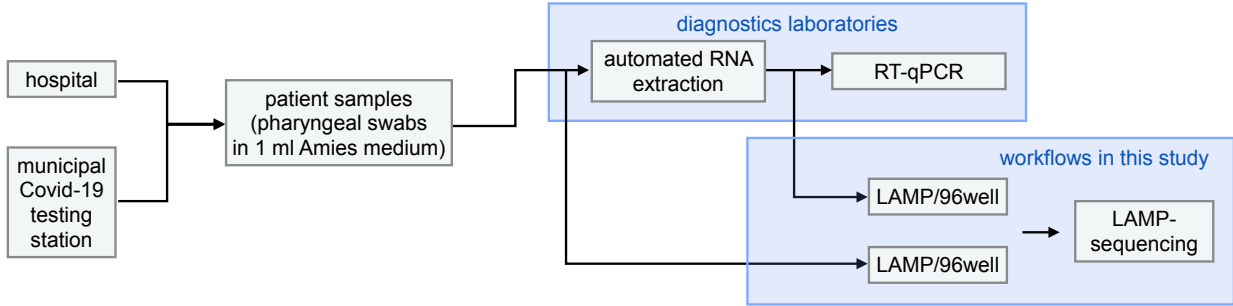 diagnostics laboratories
hospital
automated RNA
extraction
RT-qPCR
patient samples
(pharyngeal swabs
in 1 ml Amies medium)
municipal
Covid-19
testing
station
workflows in this study
LAMP/96well
LAMP-
sequencing
LAMP/96well